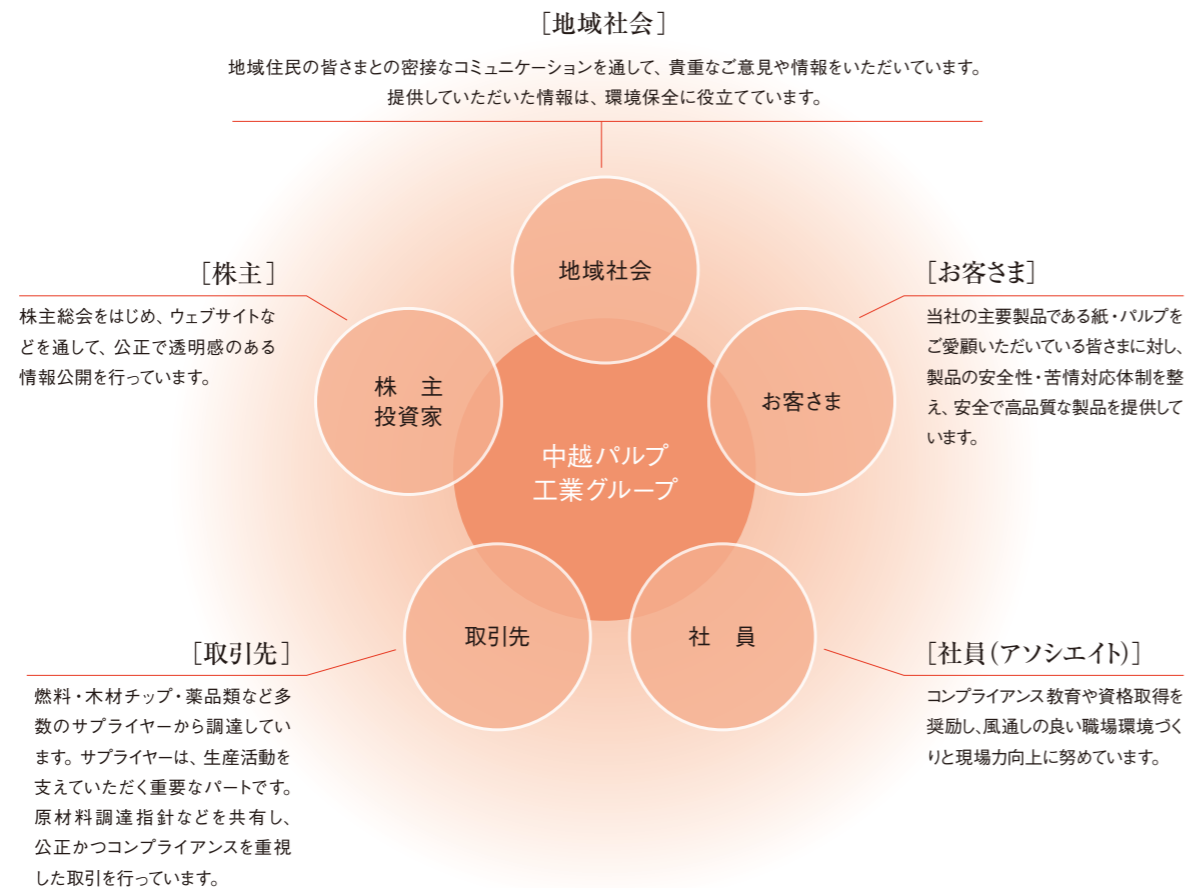 ［地域社会］
地域住民の皆さまとの密接なコミュニケーションを通して、貴重なご意見や情報をいただいています。
提供していただいた情報は、環境保全に役立てています。
地域社会
［株主］
株主総会をはじめ、ウェブサイトな
どを通して、公正で透明感のある
情報公開を行っています。
株　主
投資家
［お客さま］
当社の主要製品である紙・パルプを
ご愛顧いただいている皆さまに対し、
製品の安全性・苦情対応体制を整
え、安全で高品質な製品を提供して
います。
お客さま
中越パルプ
工業グループ
［取引先］
燃料・木材チップ・薬品類など多
数のサプライヤーから調達してい
ます。サプライヤーは、生産活動を
支えていただく重要なパートです。
原材料調達指針などを共有し、
公正かつコンプライアンスを重視
した取引を行っています。
取引先
社　員
［社員（アソシエイト）］
コンプライアンス教育や資格取得を
奨励し、風通しの良い職場環境づく
りと現場力向上に努めています。